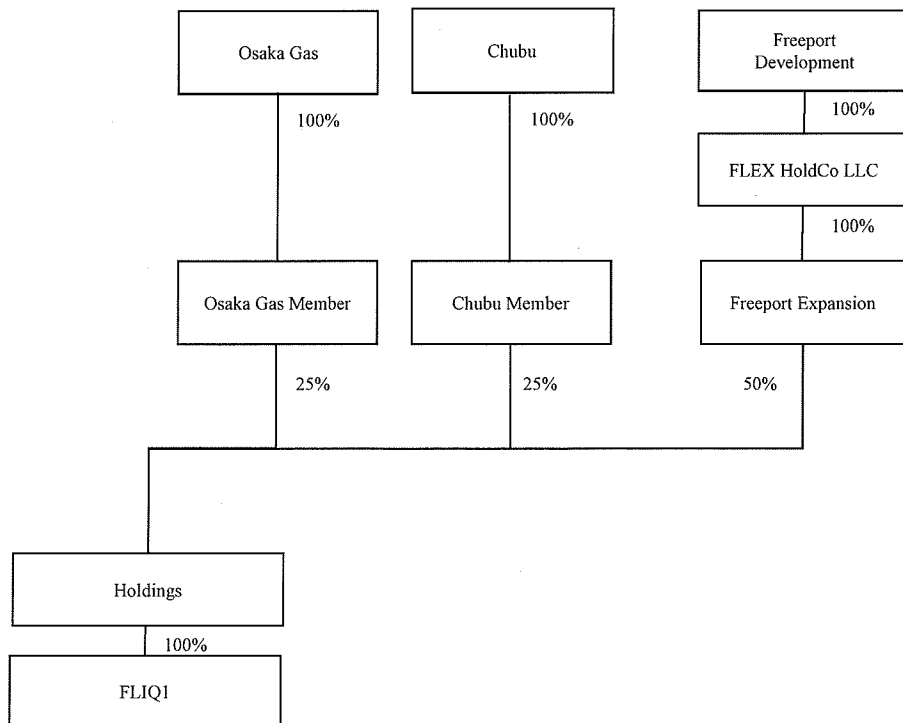 Osaka Gas
Chubu
Freeport
Development
100%
100%
100%
FLEX HoldCo LLC
100%
Osaka Gas Member
Chubu Member
Freeport Expansion
25%
25%
50%
Holdings
100%
FLIQ1